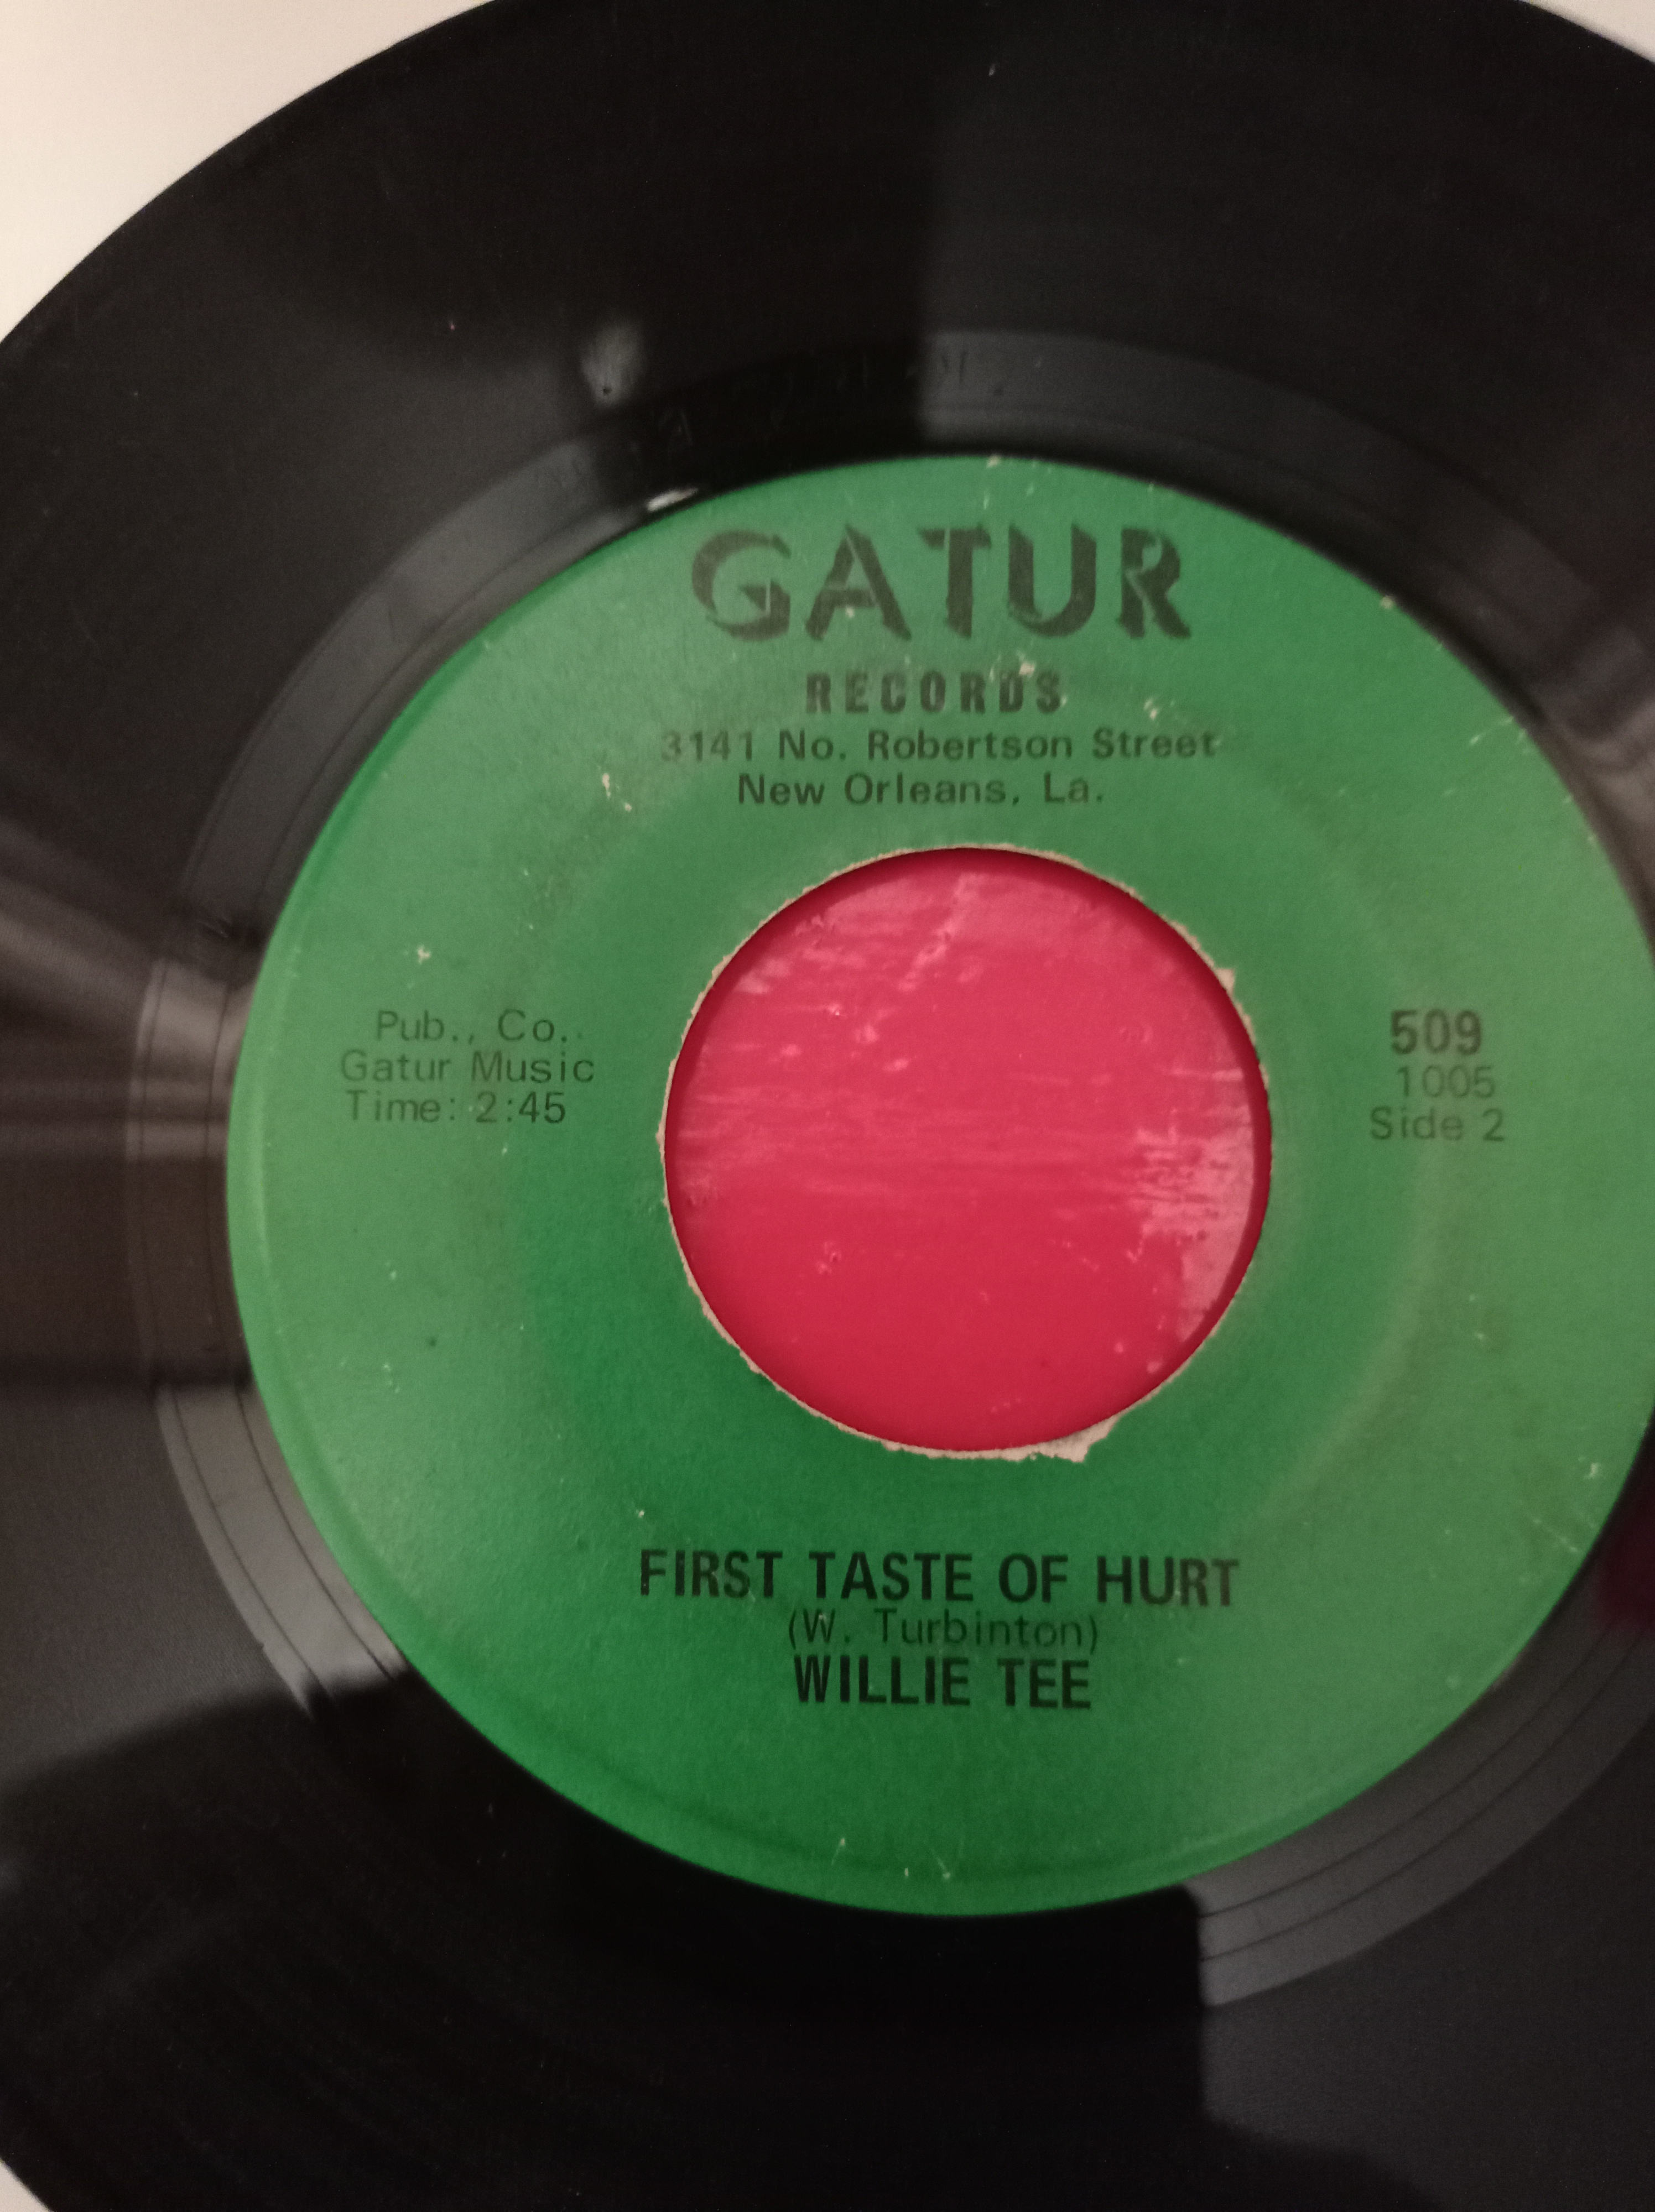 GATUR
RECORDS
3141 No. Robertson Street
New Orleans, La.
Pub., Co.
Gatur Music
Time: 2:45
509
1005
Side 2
FIRST TASTE OF HURT
(W. Turbinton)
WILLIE TEE